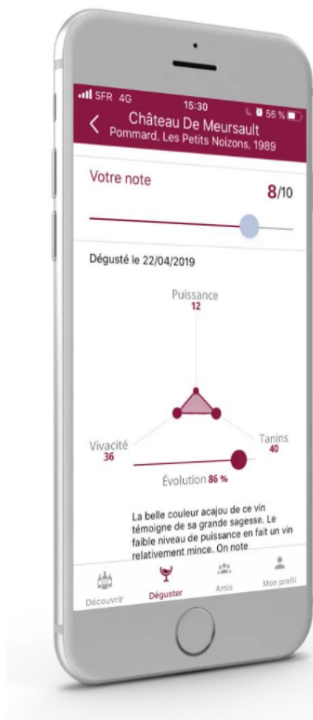 SFR 4G 15:30 56 %
Château De Meursault
Pommard, Les Petits Noizons, 1989
Votre note 8/10
Dégusté le 22/04/2019
Puissance
12
Vivacité
36
Tanins
40
Évolution 86 %
La belle couleur acajou de ce vin
témoigne de sa grande sagesse. Le
faible niveau de puissance en fait un vin
relativement mince. On note
Découvrir Déguster Amis Mon profil